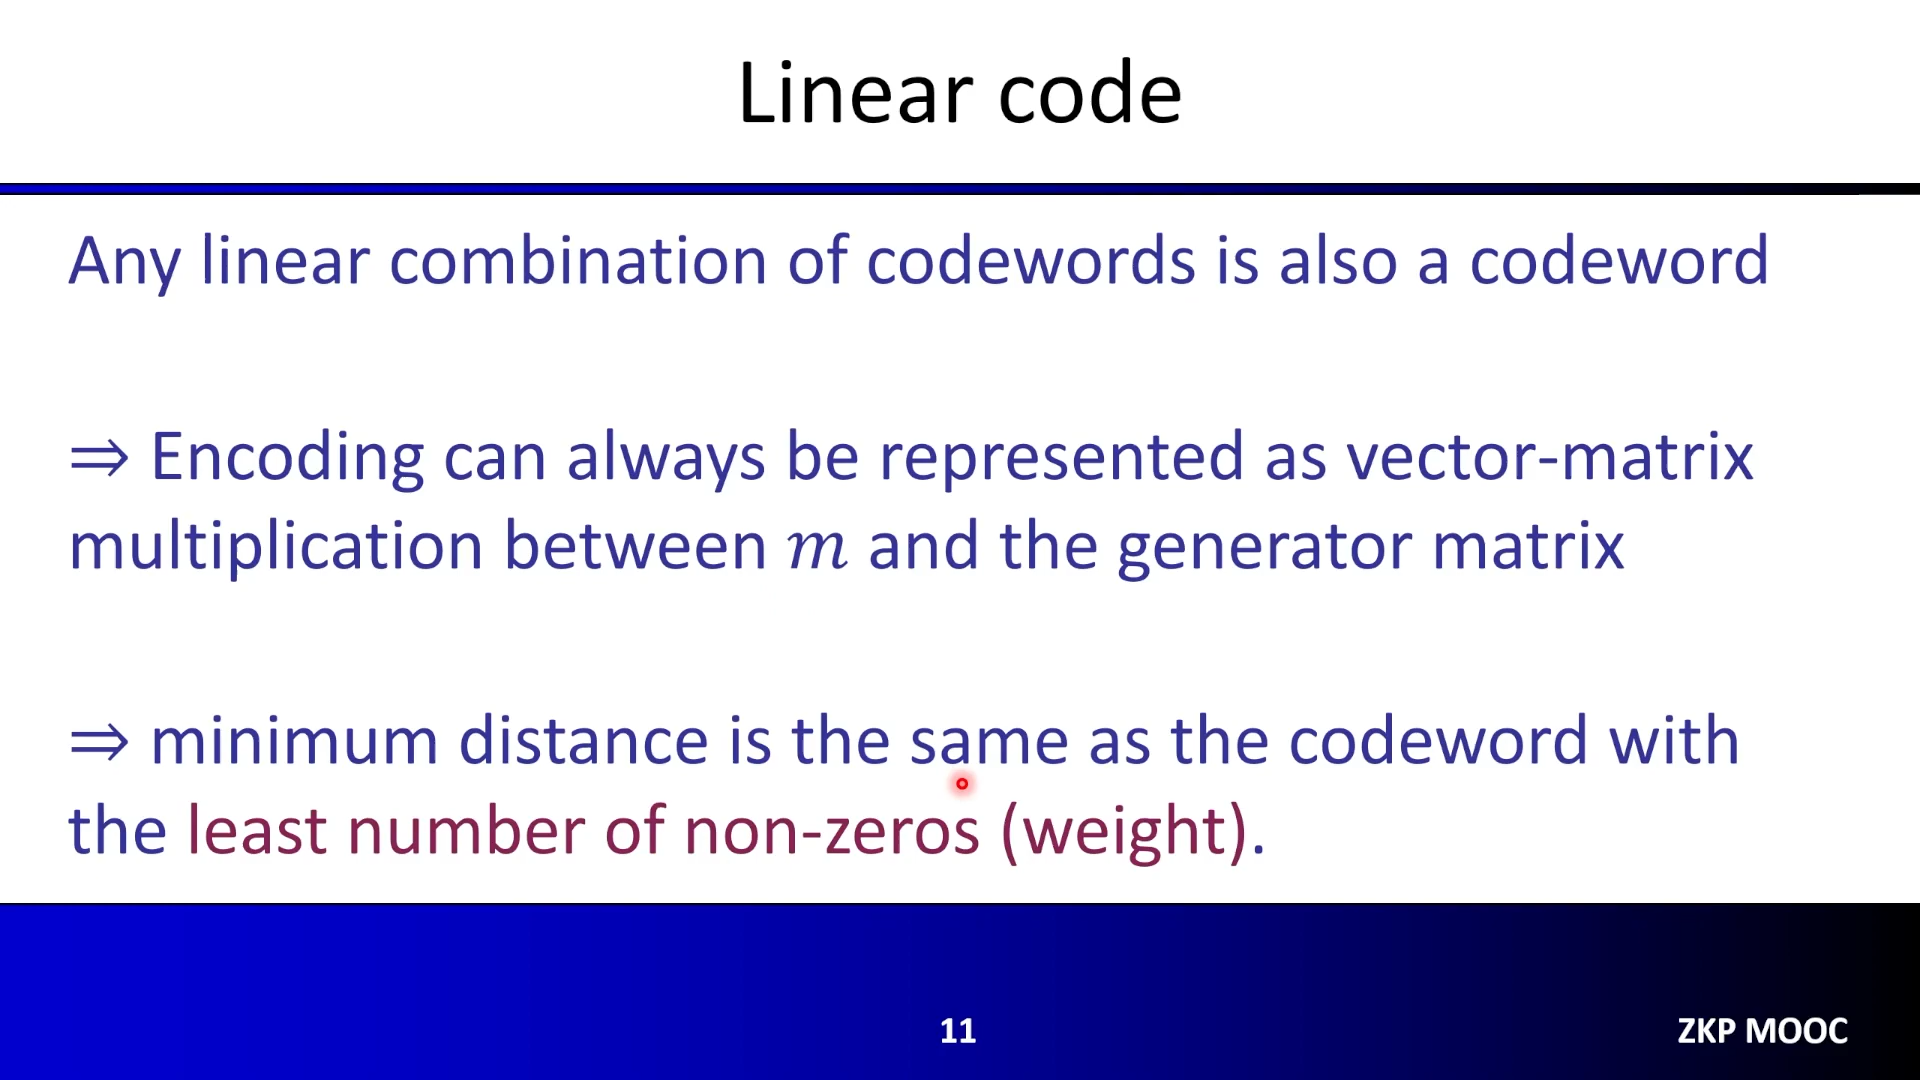 Linear code
Any linear combination of codewords is also a codeword
⇒ Encoding can always be represented as vector-matrix
multiplication between 𝑚 and the generator matrix
⇒ minimum distance is the same as the codeword with
the least number of non-zeros (weight).
11
ZKP MOOC